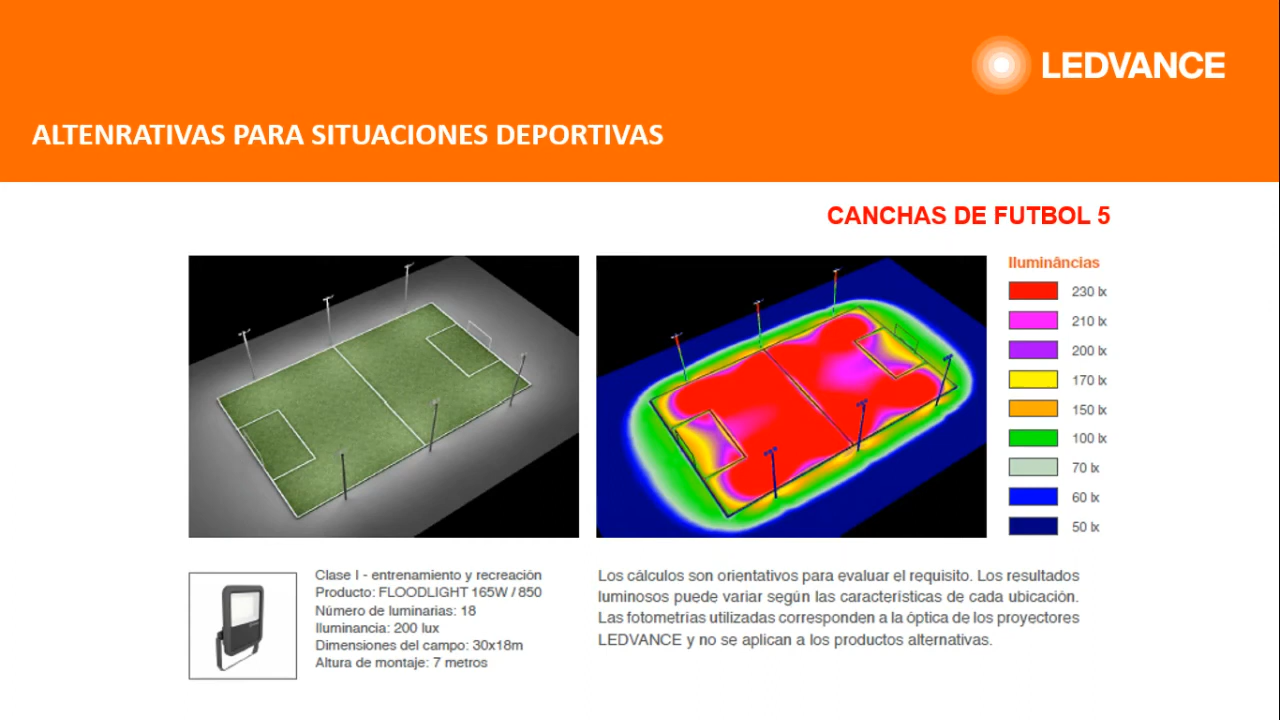 LEDVANCE
ALTENRATIVAS PARA SITUACIONES DEPORTIVAS
CANCHAS DE FUTBOL 5
Iluminâncias
230 lx
210 lx
200 lx
170 lx
150 lx
100 lx
70 lx
60 lx
50 lx
Clase I - entrenamiento y recreación
Producto: FLOODLIGHT 165W / 850
Número de luminarias: 18
Iluminancia: 200 lux
Dimensiones del campo: 30x18m
Altura de montaje: 7 metros
Los cálculos son orientativos para evaluar el requisito. Los resultados
luminosos puede variar según las características de cada ubicación.
Las fotometrías utilizadas corresponden a la óptica de los proyectores
LEDVANCE y no se aplican a los productos alternativas.